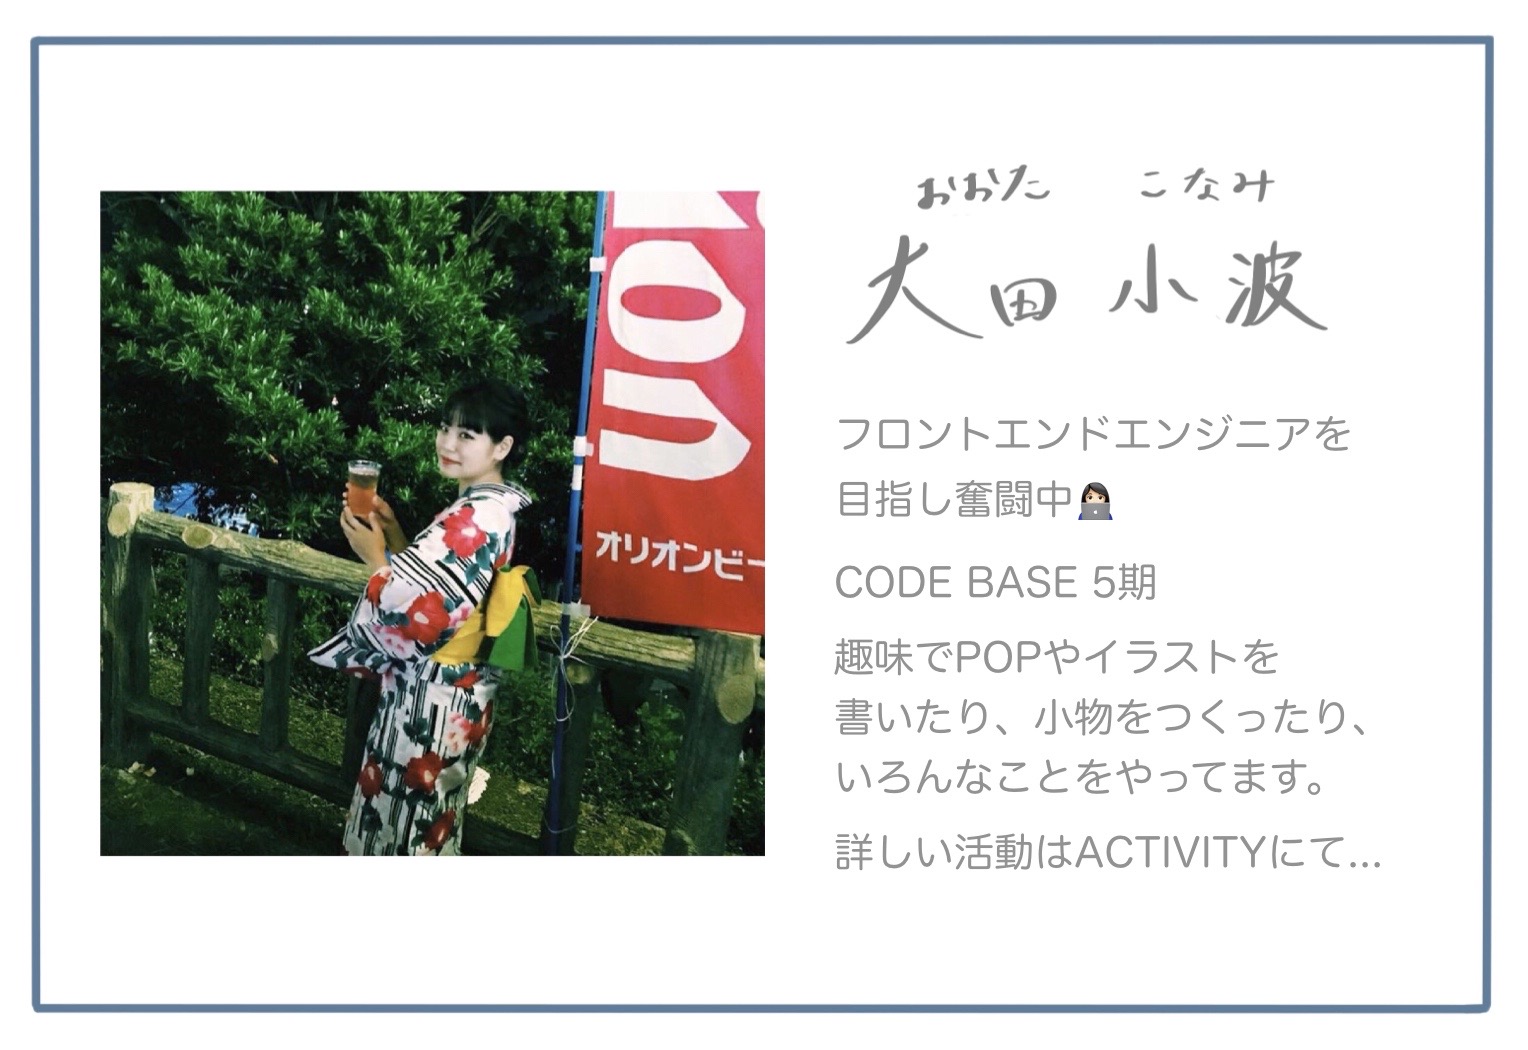 on
オリオンビー
おおた こなみ
大田 小波
フロントエンドエンジニアを
目指し奮闘中👩🏻‍💻
CODE BASE 5期
趣味でPOPやイラストを
書いたり、小物をつくったり、
いろんなことをやってます。
詳しい活動はACTIVITYにて...